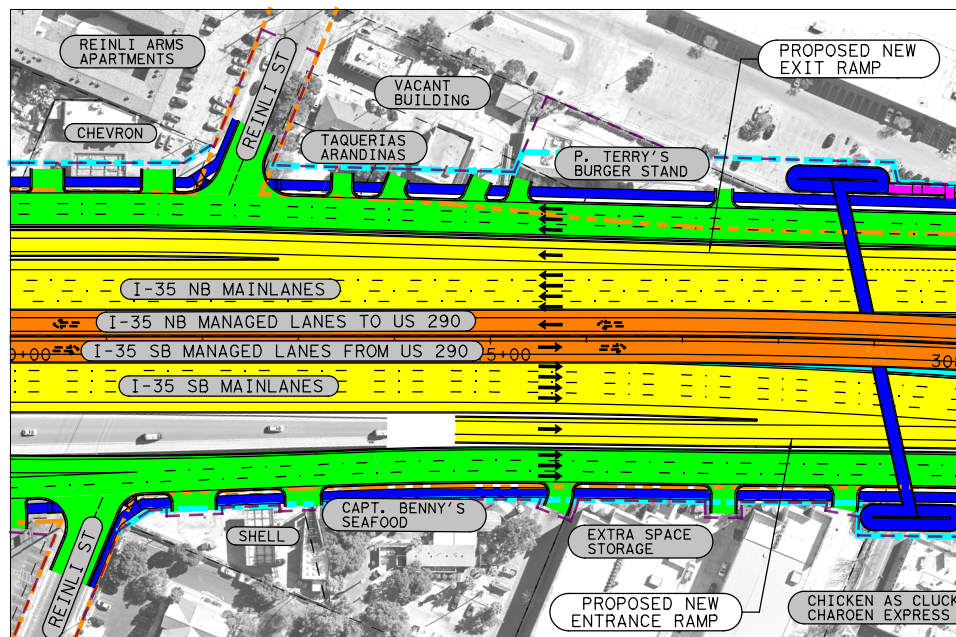 REINLI ARMS
APARTMENTS
REINLI ST
VACANT
BUILDING
PROPOSED NEW
EXIT RAMP
CHEVRON
TAQUERIAS
ARANDINAS
P. TERRY'S
BURGER STAND
I-35 NB MAINLANES
I-35 NB MANAGED LANES TO US 290
I-35 SB MANAGED LANES FROM US 290
I-35 SB MAINLANES
CAPT. BENNY'S
SEAFOOD
SHELL
EXTRA SPACE
STORAGE
REINLI ST
PROPOSED NEW
ENTRANCE RAMP
CHICKEN AS CLUCK
CHAROEN EXPRESS